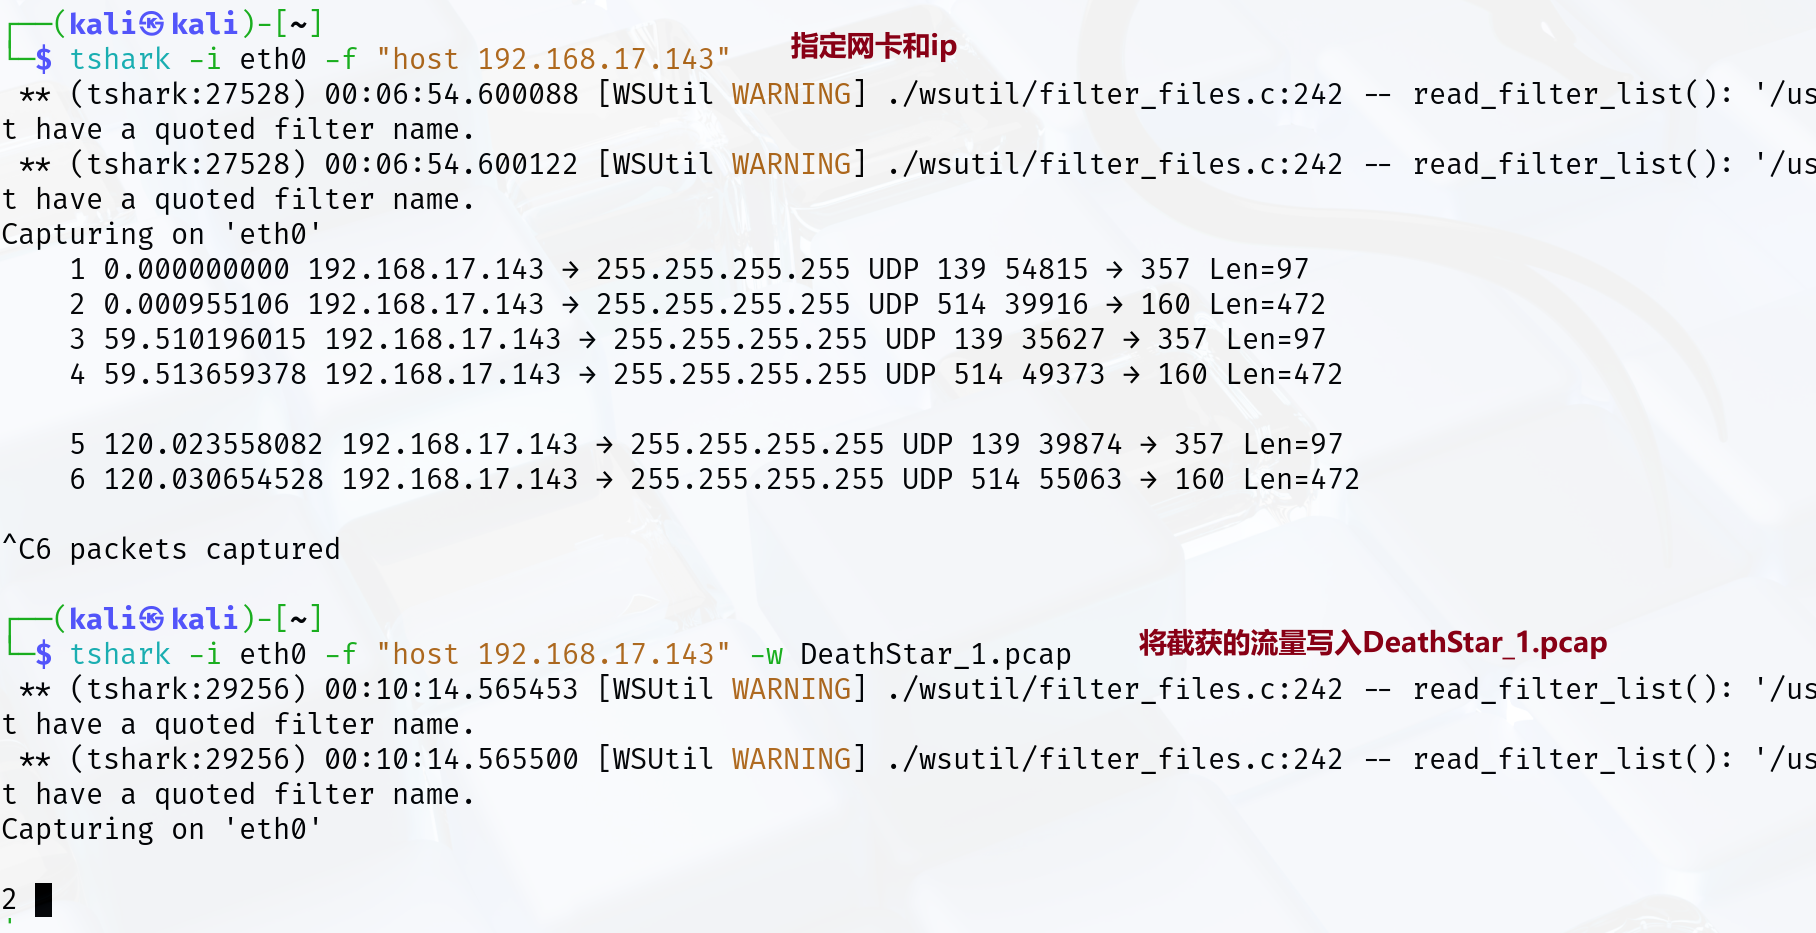 ┌──(kali㉿kali)-[~]
└─$ tshark -i eth0 -f "host 192.168.17.143" 指定网卡和ip
 ** (tshark:27528) 00:06:54.600088 [WSUtil WARNING] ./wsutil/filter_files.c:242 -- read_filter_list(): '/us
t have a quoted filter name.
 ** (tshark:27528) 00:06:54.600122 [WSUtil WARNING] ./wsutil/filter_files.c:242 -- read_filter_list(): '/us
t have a quoted filter name.
Capturing on 'eth0'
    1 0.000000000 192.168.17.143 → 255.255.255.255 UDP 139 54815 → 357 Len=97
    2 0.000955106 192.168.17.143 → 255.255.255.255 UDP 514 39916 → 160 Len=472
    3 59.510196015 192.168.17.143 → 255.255.255.255 UDP 139 35627 → 357 Len=97
    4 59.513659378 192.168.17.143 → 255.255.255.255 UDP 514 49373 → 160 Len=472
    5 120.023558082 192.168.17.143 → 255.255.255.255 UDP 139 39874 → 357 Len=97
    6 120.030654528 192.168.17.143 → 255.255.255.255 UDP 514 55063 → 160 Len=472
^C6 packets captured
┌──(kali㉿kali)-[~]
└─$ tshark -i eth0 -f "host 192.168.17.143" -w DeathStar_1.pcap 将截获的流量写入DeathStar_1.pcap
 ** (tshark:29256) 00:10:14.565453 [WSUtil WARNING] ./wsutil/filter_files.c:242 -- read_filter_list(): '/us
t have a quoted filter name.
 ** (tshark:29256) 00:10:14.565500 [WSUtil WARNING] ./wsutil/filter_files.c:242 -- read_filter_list(): '/us
t have a quoted filter name.
Capturing on 'eth0'
2